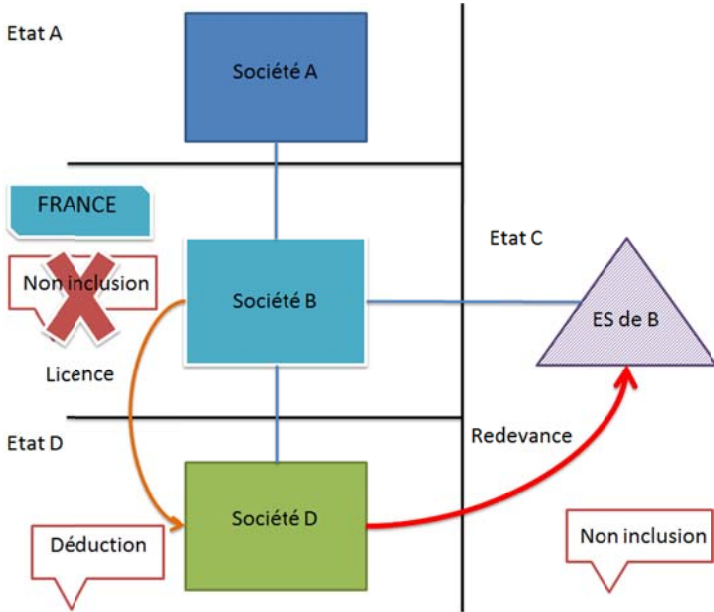 Etat A
Société A
FRANCE
Etat C
Non inclusion
Société B
ES de B
Licence
Etat D
Redevance
Société D
Déduction
Non inclusion